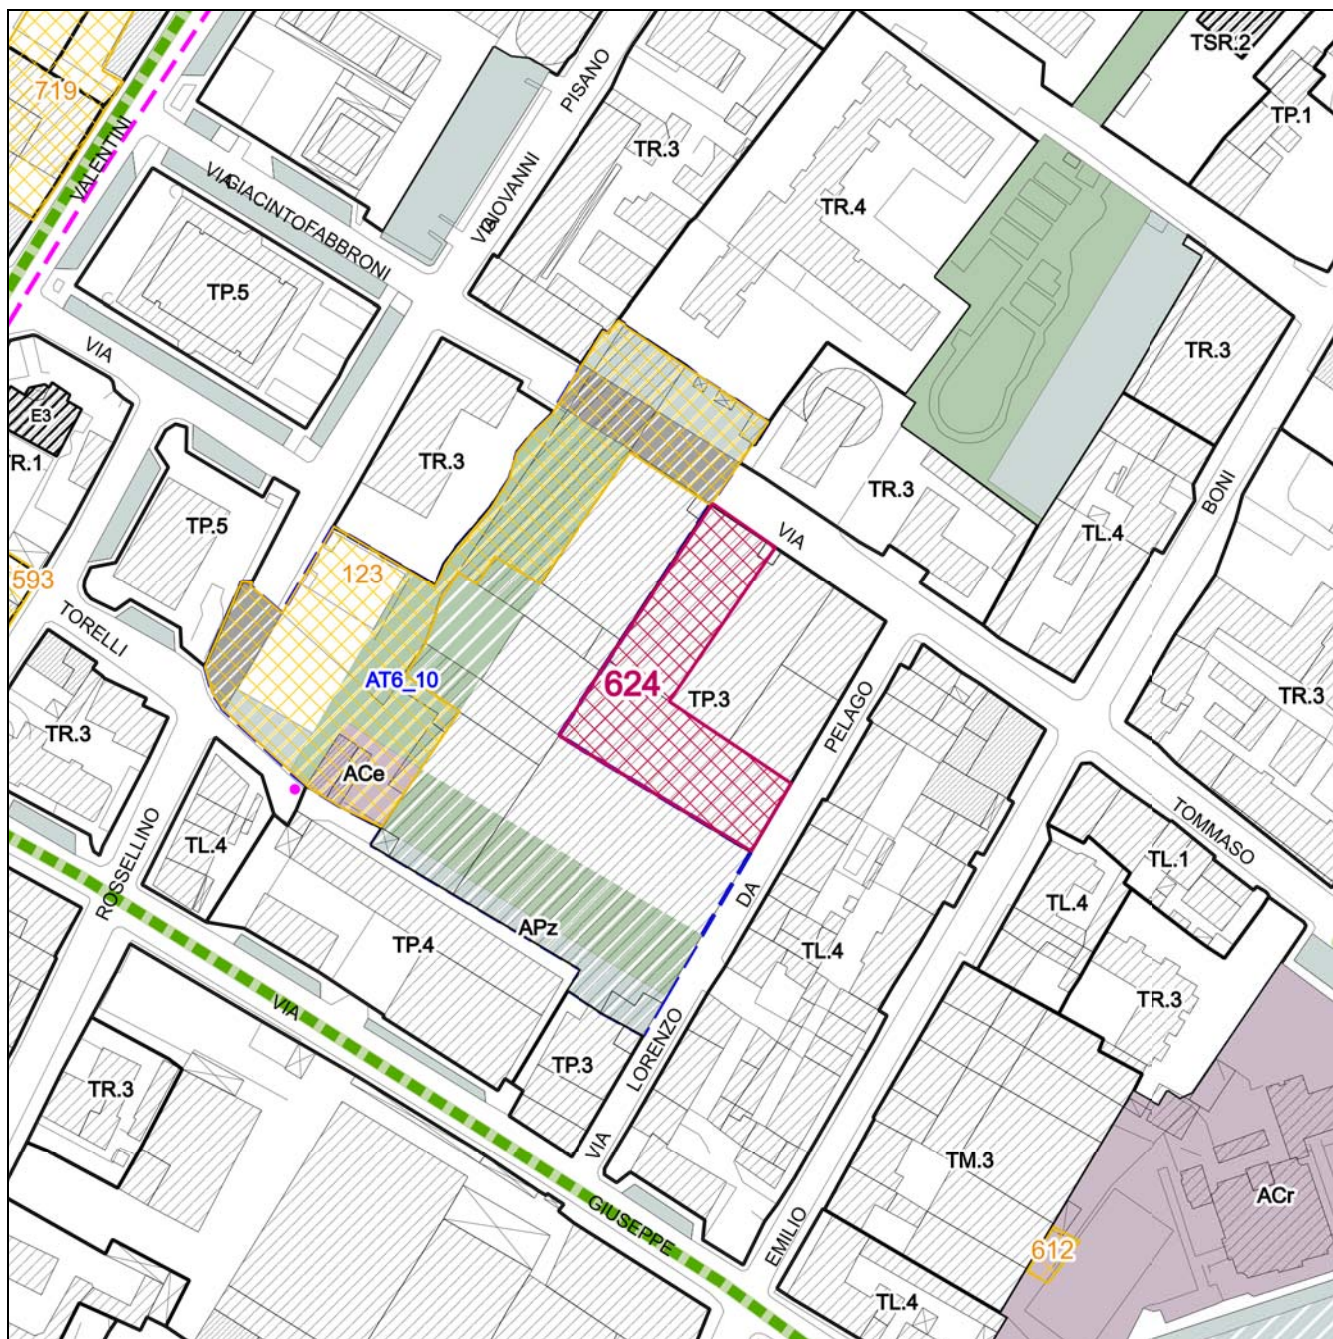 TSR.2
719
PISANO
TP.1
TR.3
VALENTINI
VIA
GIACINTOFABBRONI
GIOVANNI
VIA
TR.4
TP.5
VIA
TR.3
E3
TR.1
TR.3
TR.3
BONI
TP.5
VIA
TL.4
123
593
TORELLI
AT6_10
624
TP.3
TR.3
PELAGO
TR.3
ACe
TOMMASO
TL.4
ROSSELLINO
TL.1
DA
TL.4
APz
TP.4
TL.4
TR.3
VIA
LORENZO
TP.3
TR.3
VIA
TM.3
ACr
GIUSEPPE
EMILIO
612
TL.4